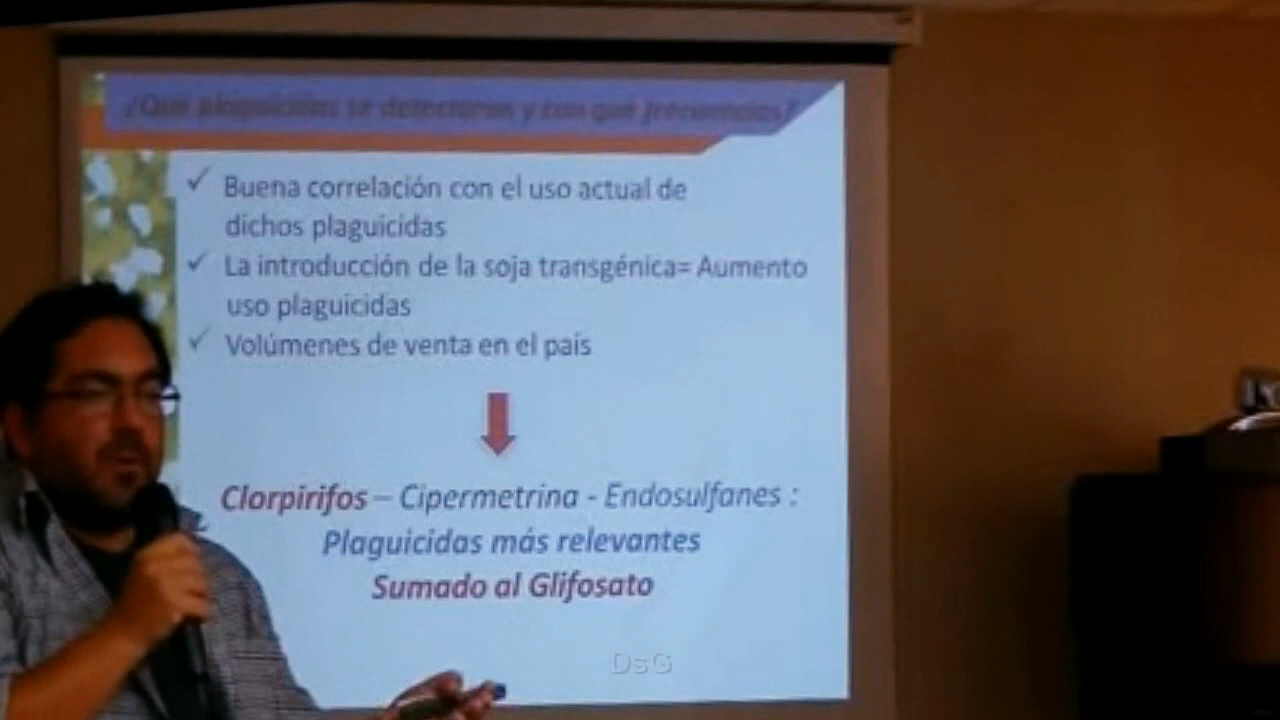 ¿Qué plaguicidas se detectaron y con qué frecuencias?
✓ Buena correlación con el uso actual de
dichos plaguicidas
✓ La introducción de la soja transgénica= Aumento
uso plaguicidas
✓ Volúmenes de venta en el país
Clorpirifos – Cipermetrina - Endosulfanes :
Plaguicidas más relevantes
Sumado al Glifosato
DsG